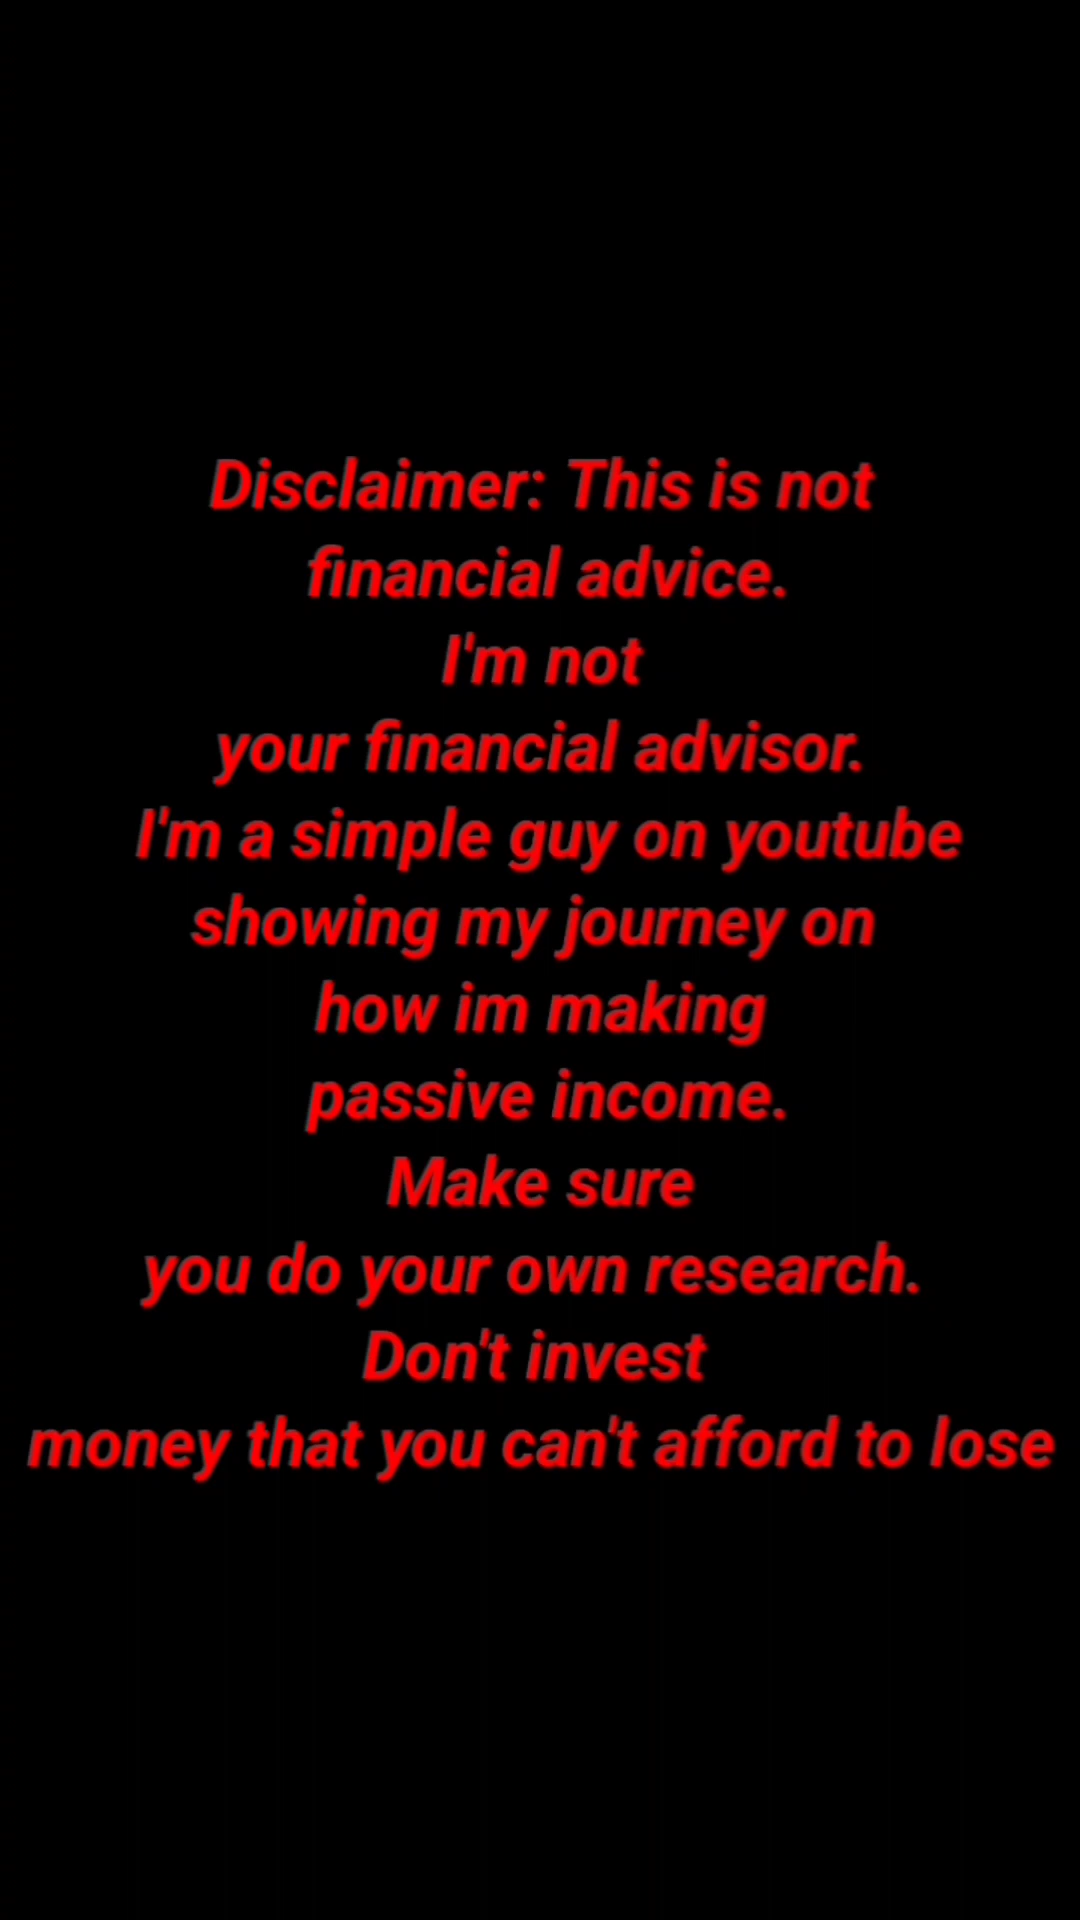 Disclaimer: This is not
financial advice.
I'm not
your financial advisor.
I'm a simple guy on youtube
showing my journey on
how im making
passive income.
Make sure
you do your own research.
Don't invest
money that you can't afford to lose